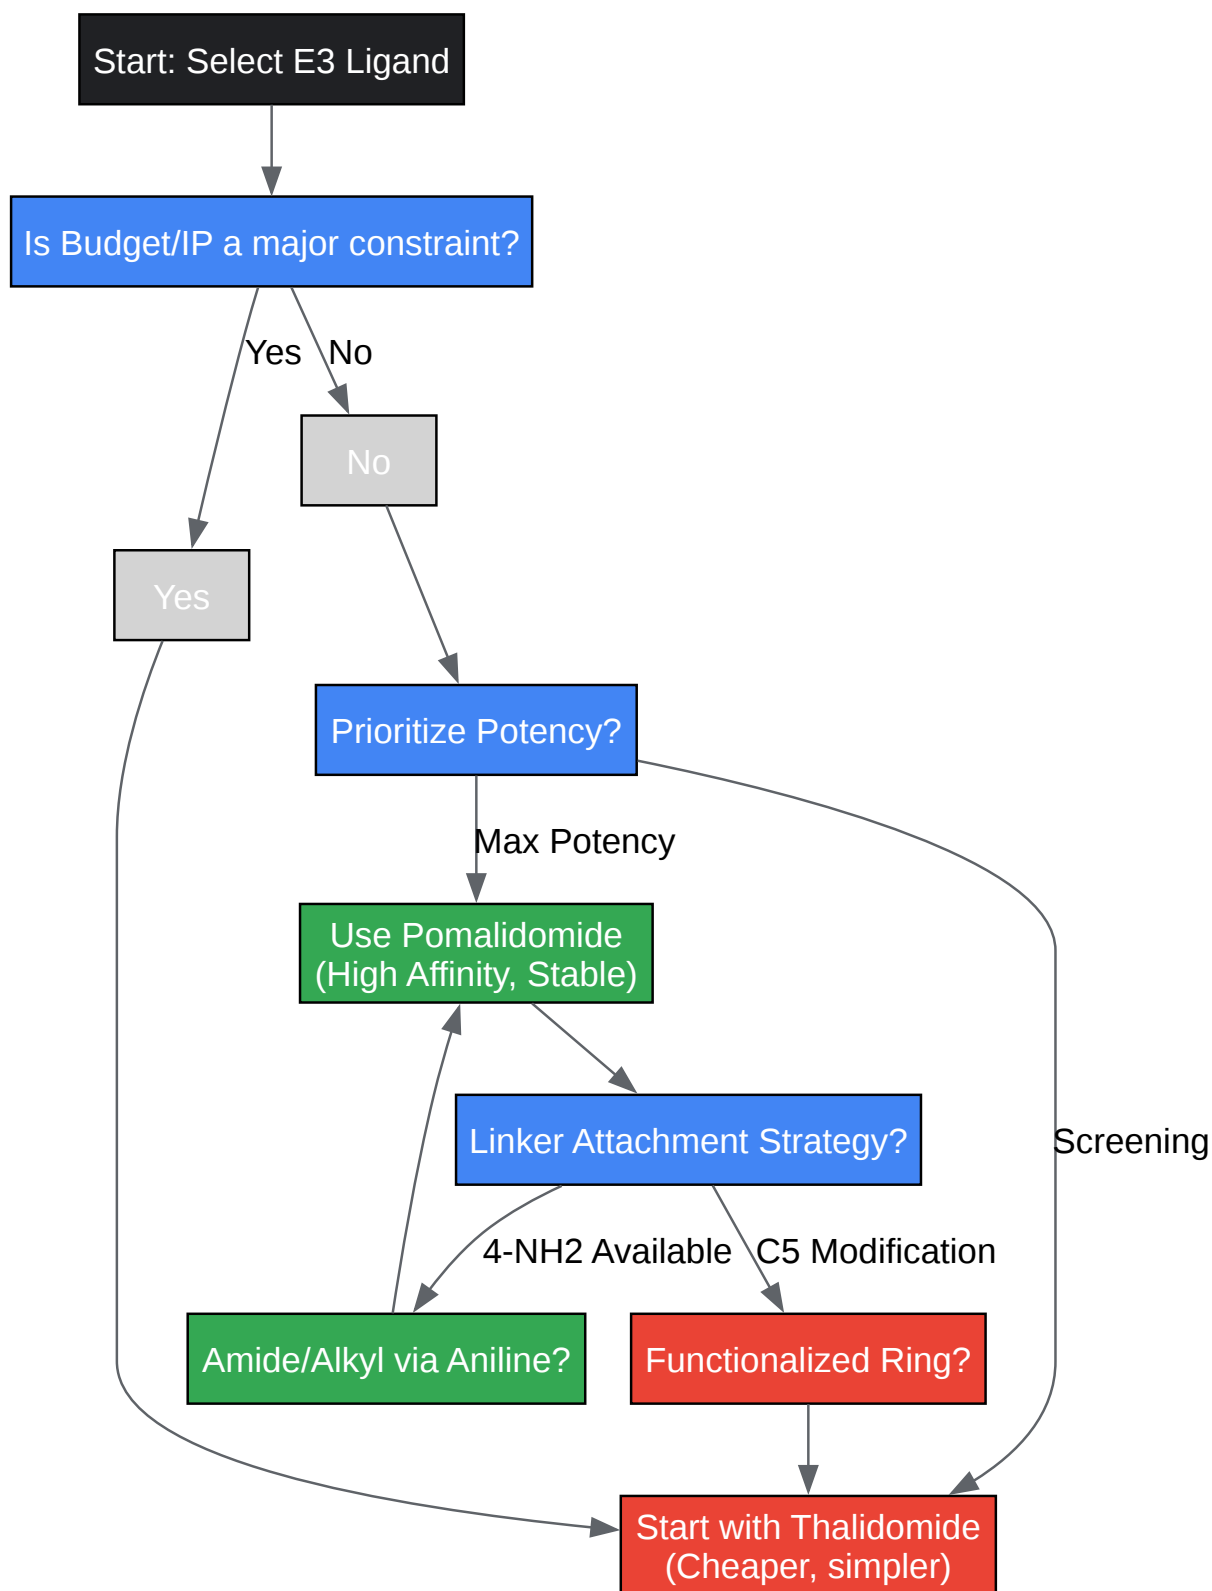 Start: Select E3 Ligand
Is Budget/IP a major constraint?
Yes
No
No
Yes
Prioritize Potency?
Max Potency
Use Pomalidomide
(High Affinity, Stable)
Linker Attachment Strategy?
Screening
4-NH2 Available
C5 Modification
Amide/Alkyl via Aniline?
Functionalized Ring?
Start with Thalidomide
(Cheaper, simpler)